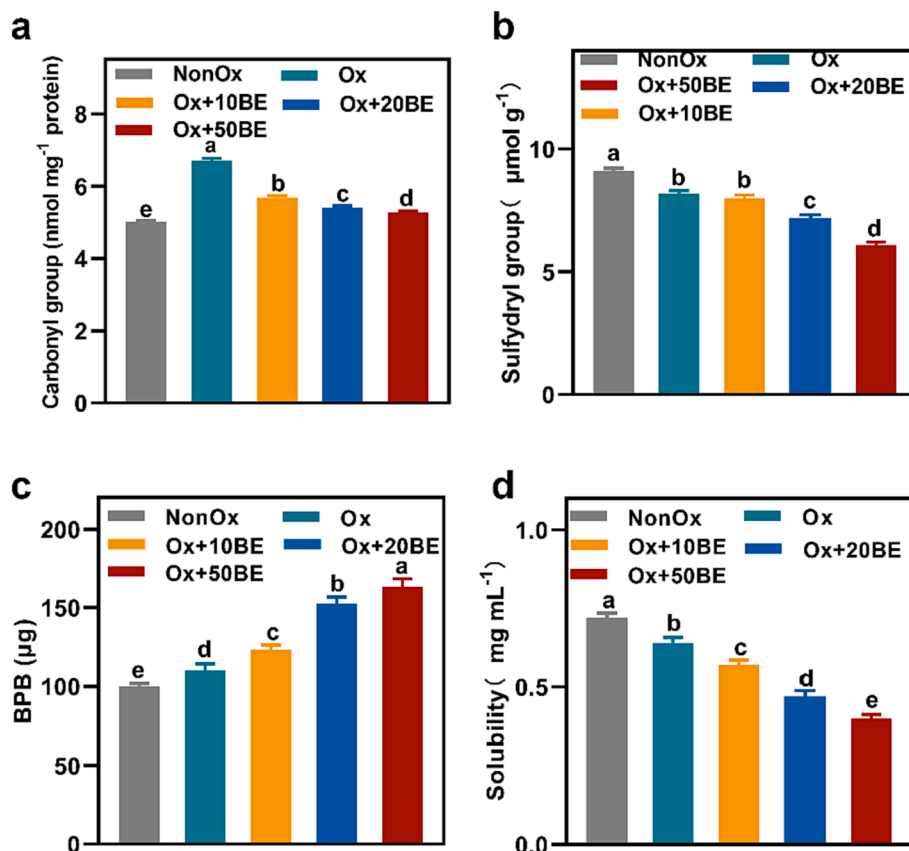 a
NonOx Ox
Ox+10BE Ox+20BE
Ox+50BE
Carbonyl group (nmol mg⁻¹ protein)
6
4
2
0
e a b c d
b
Ox
Ox+50BE Ox+20BE
Ox+10BE
Sulfydryl group( μmol g⁻¹)
10
5
0
a b b c d
c
NonOx Ox
Ox+10BE Ox+20BE
Ox+50BE
BPB (μg)
200
150
100
50
0
e d c b a
d
NonOx Ox
Ox+10BE Ox+20BE
Ox+50BE
Solubility( mg mL⁻¹)
1.0
0.5
0.0
a b c d e